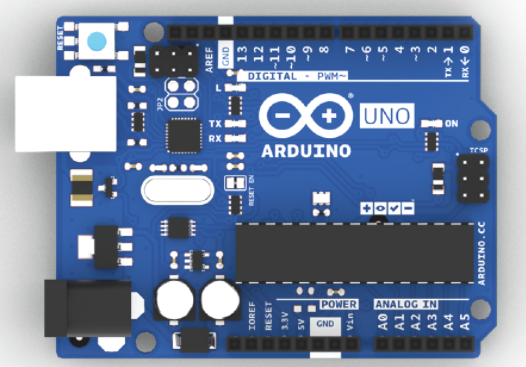 RESET
AREF
GND
13
12
~11
~10
~9
8
7
~6
~5
4
~3
2
TX→1
RX←0
DIGITAL - PWM~
JP2
L
TX
RX
UNO
ARDUINO
ON
ICSP
RESET EN
ARDUINO.CC
IOREF
RESET
3.3V
5V
GND
Vin
POWER
ANALOG IN
A0
A1
A2
A3
A4
A5